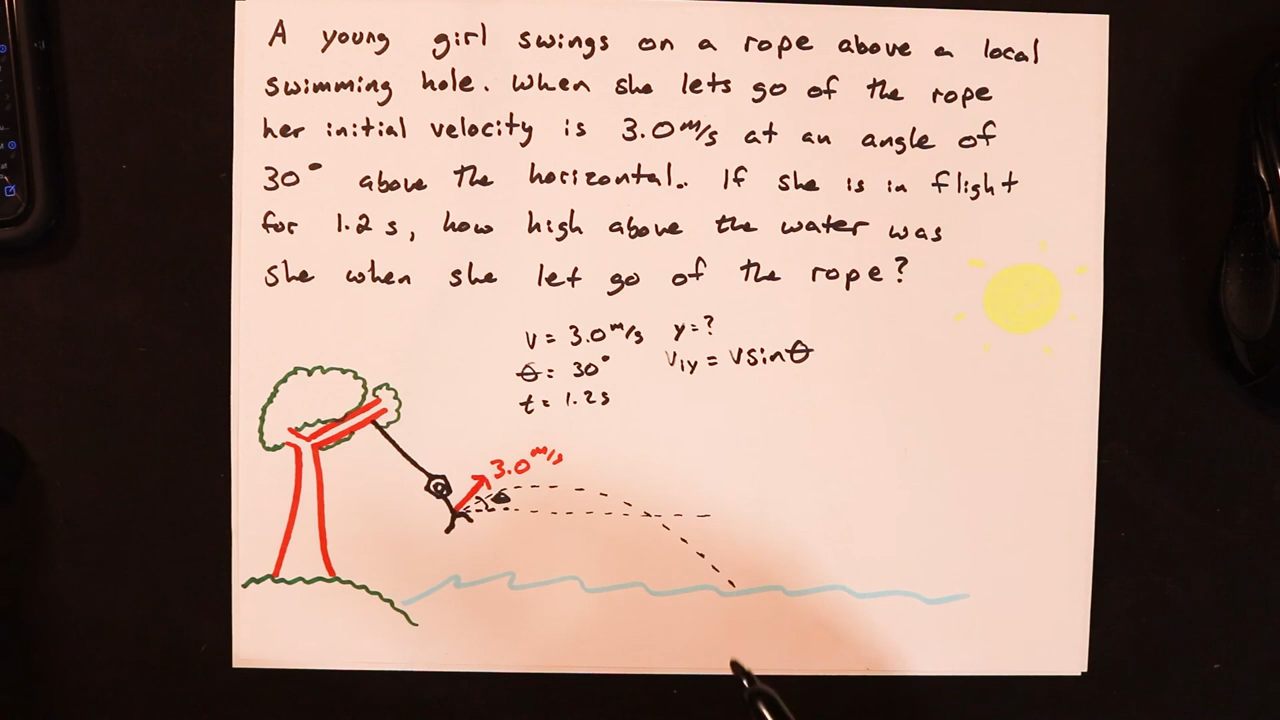 A young girl swings on a rope above a local
swimming hole. When she lets go of the rope
her initial velocity is 3.0 m/s at an angle of
30° above the horizontal. If she is in flight
for 1.2 s, how high above the water was
she when she let go of the rope?
v = 3.0 m/s y = ?
θ = 30° v₁y = v sin θ
t = 1.2 s
3.0 m/s
θ